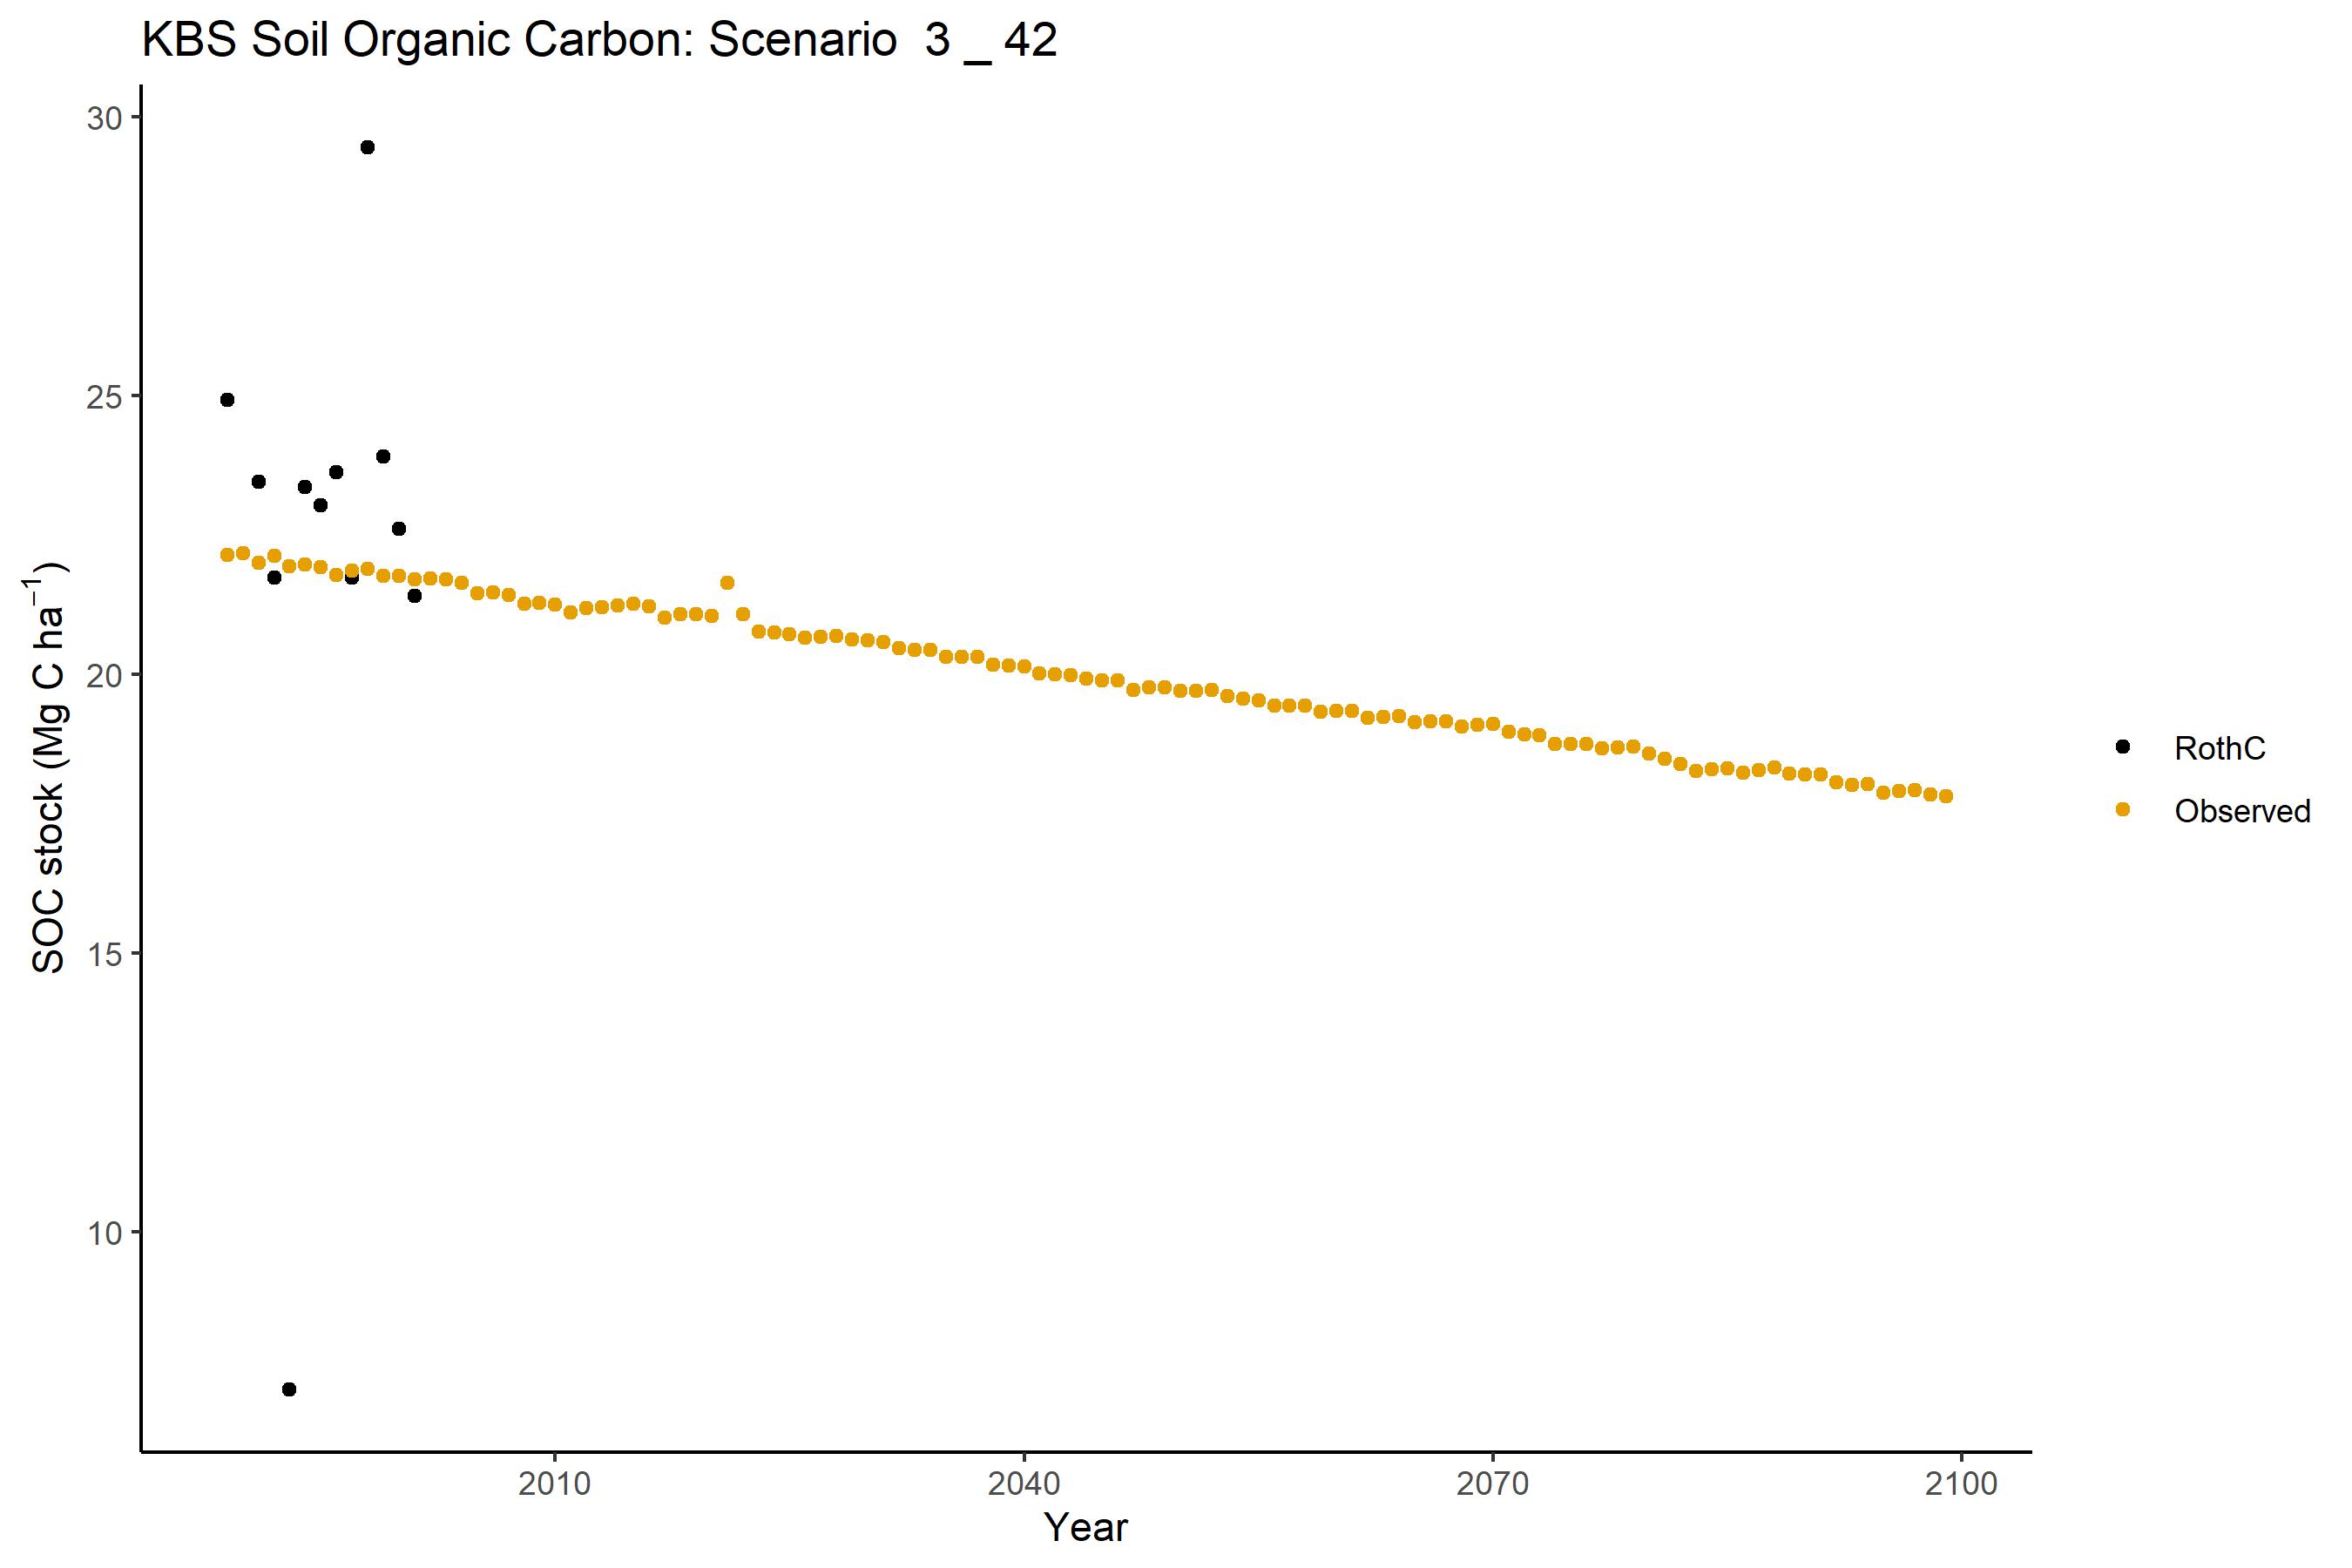 KBS Soil Organic Carbon: Scenario  3 _ 42
30
25
20
15
10
SOC stock (Mg C ha⁻¹)
2010 2040 2070 2100
Year
RothC
Observed